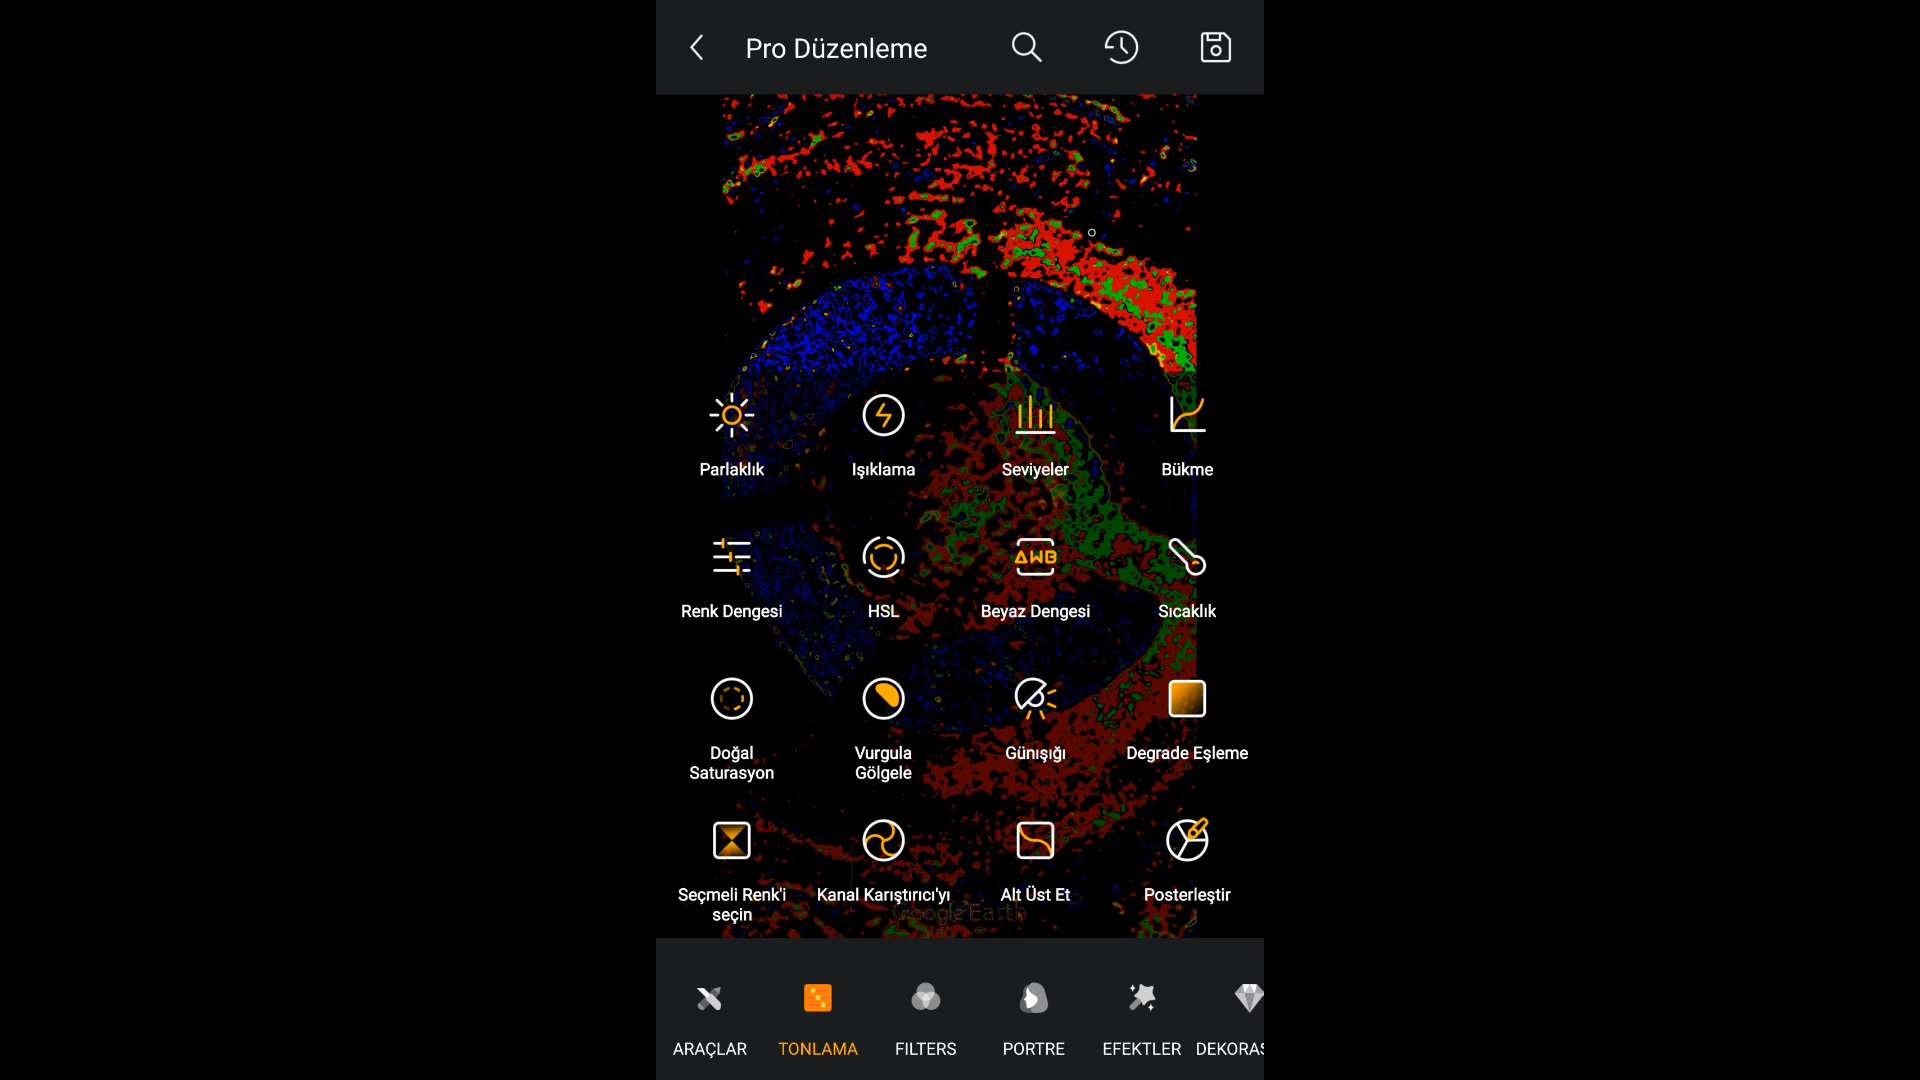 Pro Düzenleme
Parlaklık
Işıklama
Seviyeler
Bükme
Renk Dengesi
AWB
HSL
Beyaz Dengesi
Sıcaklık
Doğal
Saturasyon
Vurgula
Gölgele
Günışığı
Degrade Eşleme
Seçmeli Renk'i
seçin
Kanal Karıştırıcı'yı
Alt Üst Et
Posterleştir
Google Earth
ARAÇLAR
TONLAMA
FILTERS
PORTRE
EFEKTLER
DEKORAS